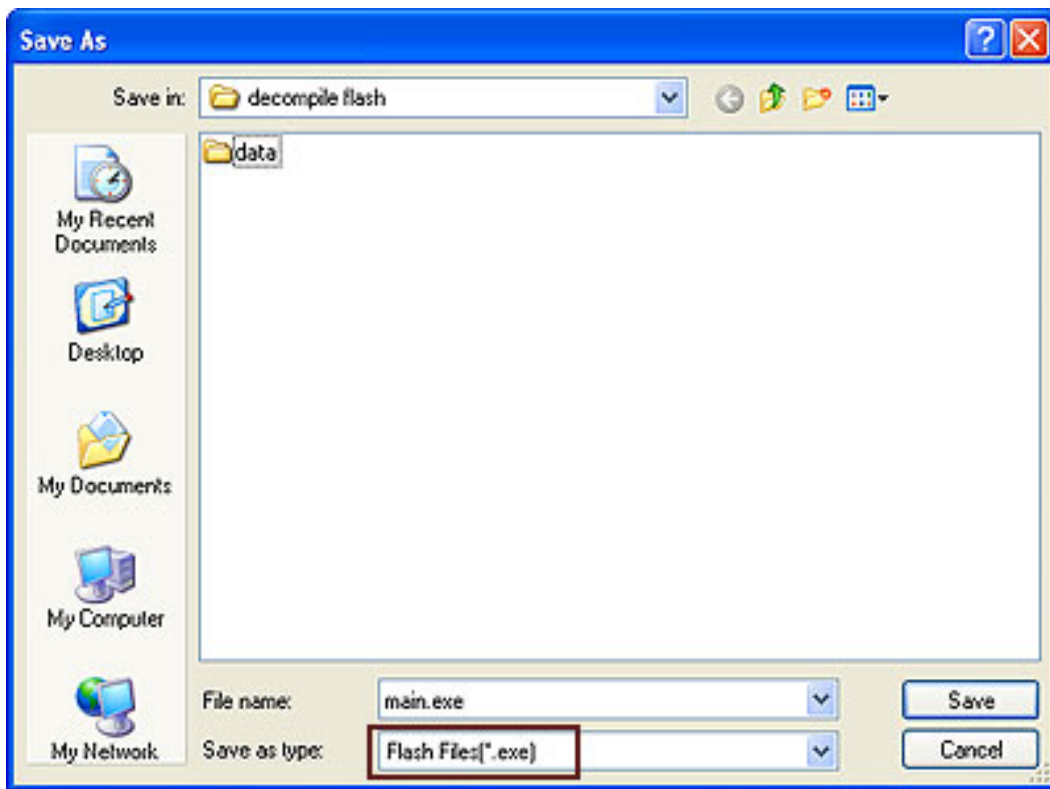 Save As
Save in:
decompile flash
data
My Recent
Documents
Desktop
My Documents
My Computer
My Network
File name:
main.exe
Save
Save as type:
Flash Files(*.exe)
Cancel